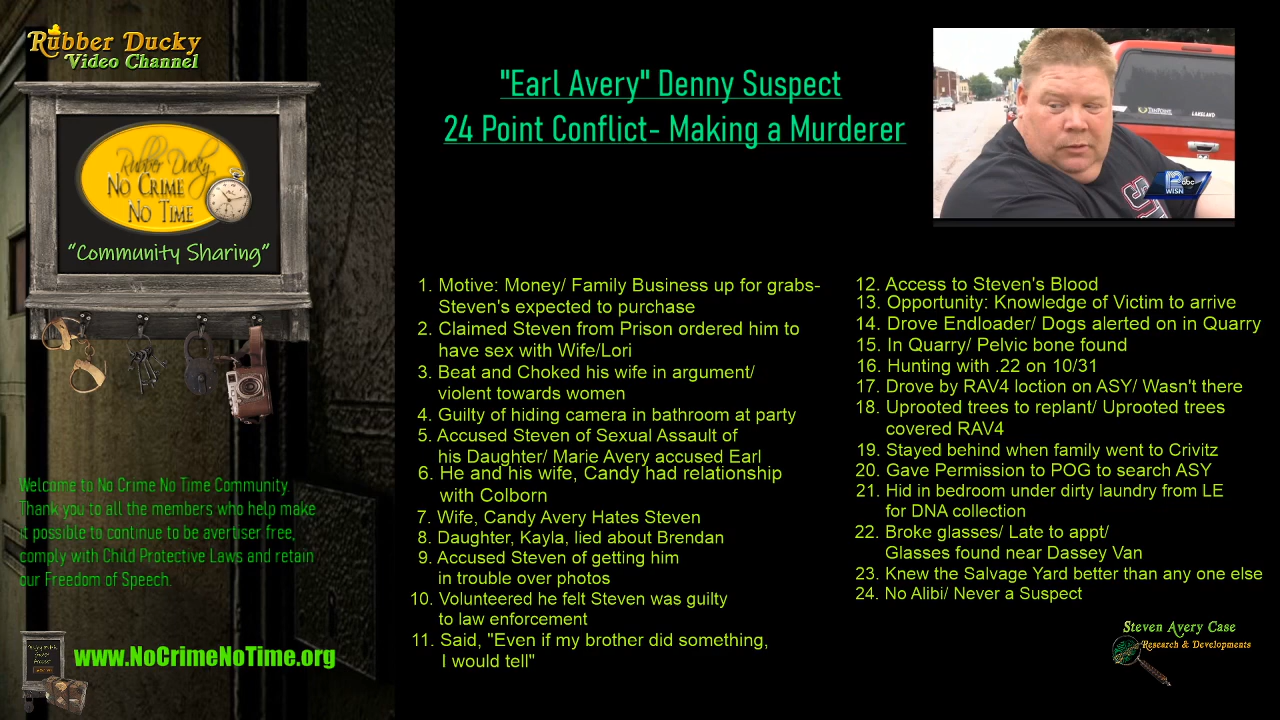 Rubber Ducky
Video Channel
Rubber Ducky
No Crime
No Time
"Community Sharing"
Welcome to No Crime No Time Community.
Thank you to all the members who help make
it possible to continue to be avertiser free,
comply with Child Protective Laws and retain
our Freedom of Speech.
www.NoCrimeNoTime.org
"Earl Avery" Denny Suspect
24 Point Conflict- Making a Murderer
12 abc
WISN
1. Motive: Money/ Family Business up for grabs-
Steven's expected to purchase
2. Claimed Steven from Prison ordered him to
have sex with Wife/Lori
3. Beat and Choked his wife in argument/
violent towards women
4. Guilty of hiding camera in bathroom at party
5. Accused Steven of Sexual Assault of
his Daughter/ Marie Avery accused Earl
6. He and his wife, Candy had relationship
with Colborn
7. Wife, Candy Avery Hates Steven
8. Daughter, Kayla, lied about Brendan
9. Accused Steven of getting him
in trouble over photos
10. Volunteered he felt Steven was guilty
to law enforcement
11. Said, "Even if my brother did something,
I would tell"
12. Access to Steven's Blood
13. Opportunity: Knowledge of Victim to arrive
14. Drove Endloader/ Dogs alerted on in Quarry
15. In Quarry/ Pelvic bone found
16. Hunting with .22 on 10/31
17. Drove by RAV4 loction on ASY/ Wasn't there
18. Uprooted trees to replant/ Uprooted trees
covered RAV4
19. Stayed behind when family went to Crivitz
20. Gave Permission to POG to search ASY
21. Hid in bedroom under dirty laundry from LE
for DNA collection
22. Broke glasses/ Late to appt/
Glasses found near Dassey Van
23. Knew the Salvage Yard better than any one else
24. No Alibi/ Never a Suspect
Steven Avery Case
Research & Developments